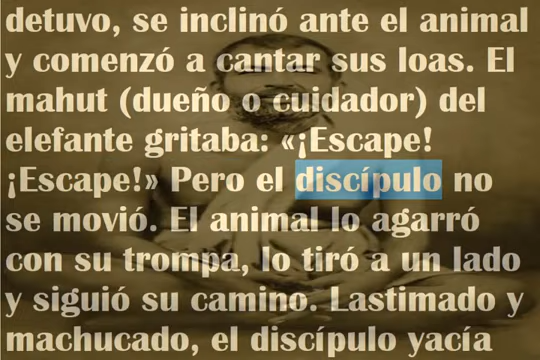 detuvo, se inclinó ante el animal
y comenzó a cantar sus loas. El
mahut (dueño o cuidador) del
elefante gritaba: «¡Escape!
¡Escape!» Pero el discípulo no
se movió. El animal lo agarró
con su trompa, lo tiró a un lado
y siguió su camino. Lastimado y
machucado, el discípulo yacía